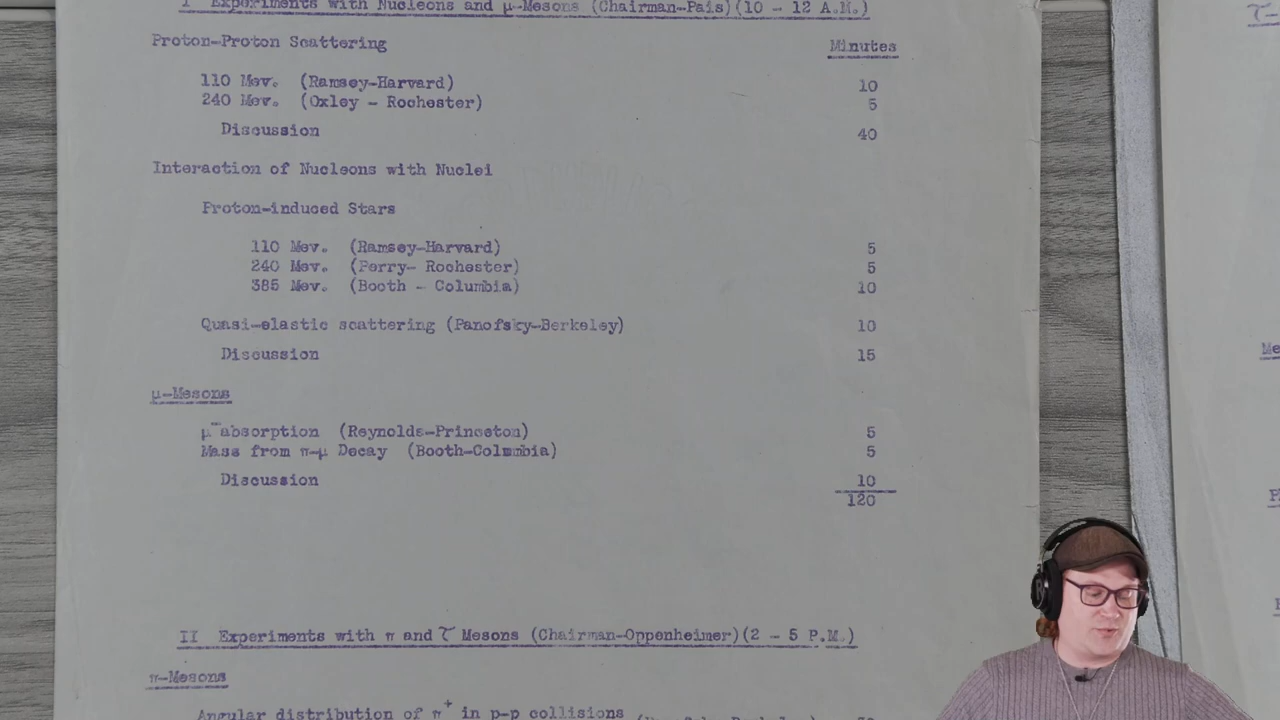 I Experiments with Nucleons and μ-Mesons (Chairman-Pais)(10 - 12 A.M.)
Proton-Proton Scattering Minutes
110 Mev. (Ramsey-Harvard) 10
240 Mev. (Oxley - Rochester) 5
Discussion 40
Interaction of Nucleons with Nuclei
Proton-induced Stars
110 Mev. (Ramsey-Harvard) 5
240 Mev. (Perry- Rochester) 5
385 Mev. (Booth - Columbia) 10
Quasi-elastic scattering (Panofsky-Berkeley) 10
Discussion 15
μ-Mesons
μ⁻absorption (Reynolds-Princeton) 5
Mass from π-μ Decay (Booth-Columbia) 5
Discussion 10
120
II Experiments with π and τ Mesons (Chairman-Oppenheimer)(2 - 5 P.M.)
π-Mesons
Angular distribution of π⁺ in p-p collisions
τ-
Me